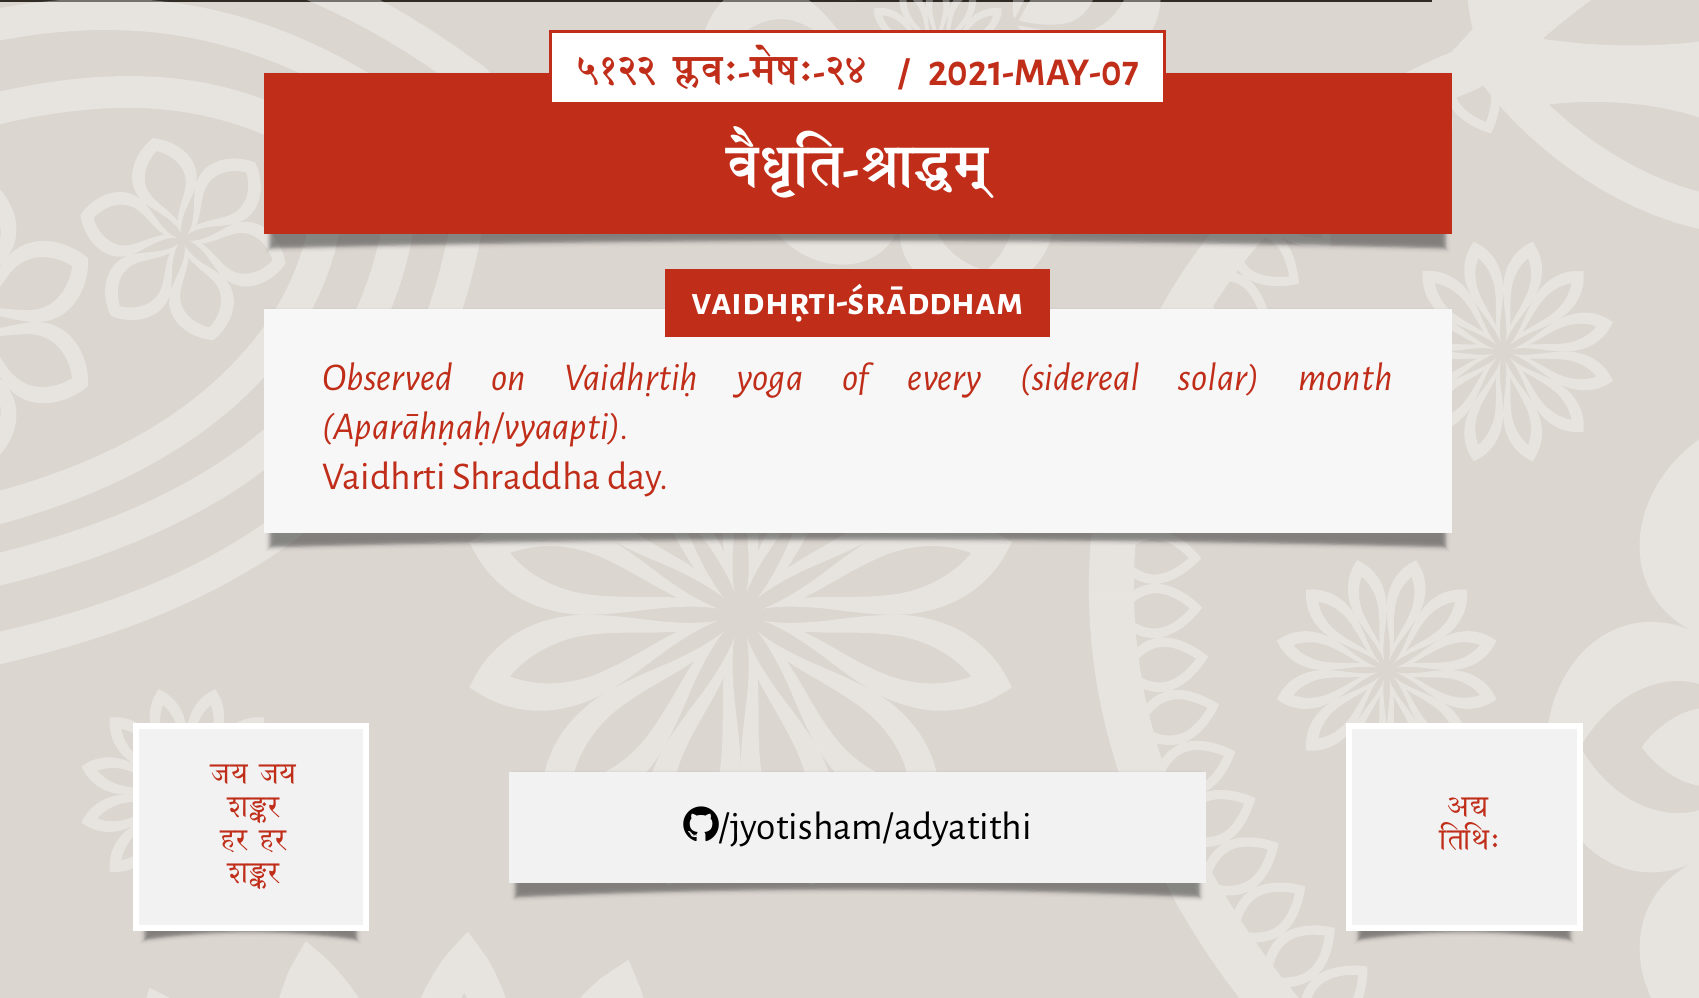 ५१२२ प्लवः-मेषः-२४ / 2021-MAY-07
वैधृति-श्राद्धम्
VAIDHṚTI-ŚRĀDDHAM
Observed on Vaidhṛtiḥ yoga of every (sidereal solar) month
(Aparāhṇaḥ/vyaapti).
Vaidhrti Shraddha day.
जय जय
शङ्कर
हर हर
शङ्कर
/jyotisham/adyatithi
अद्य
तिथिः